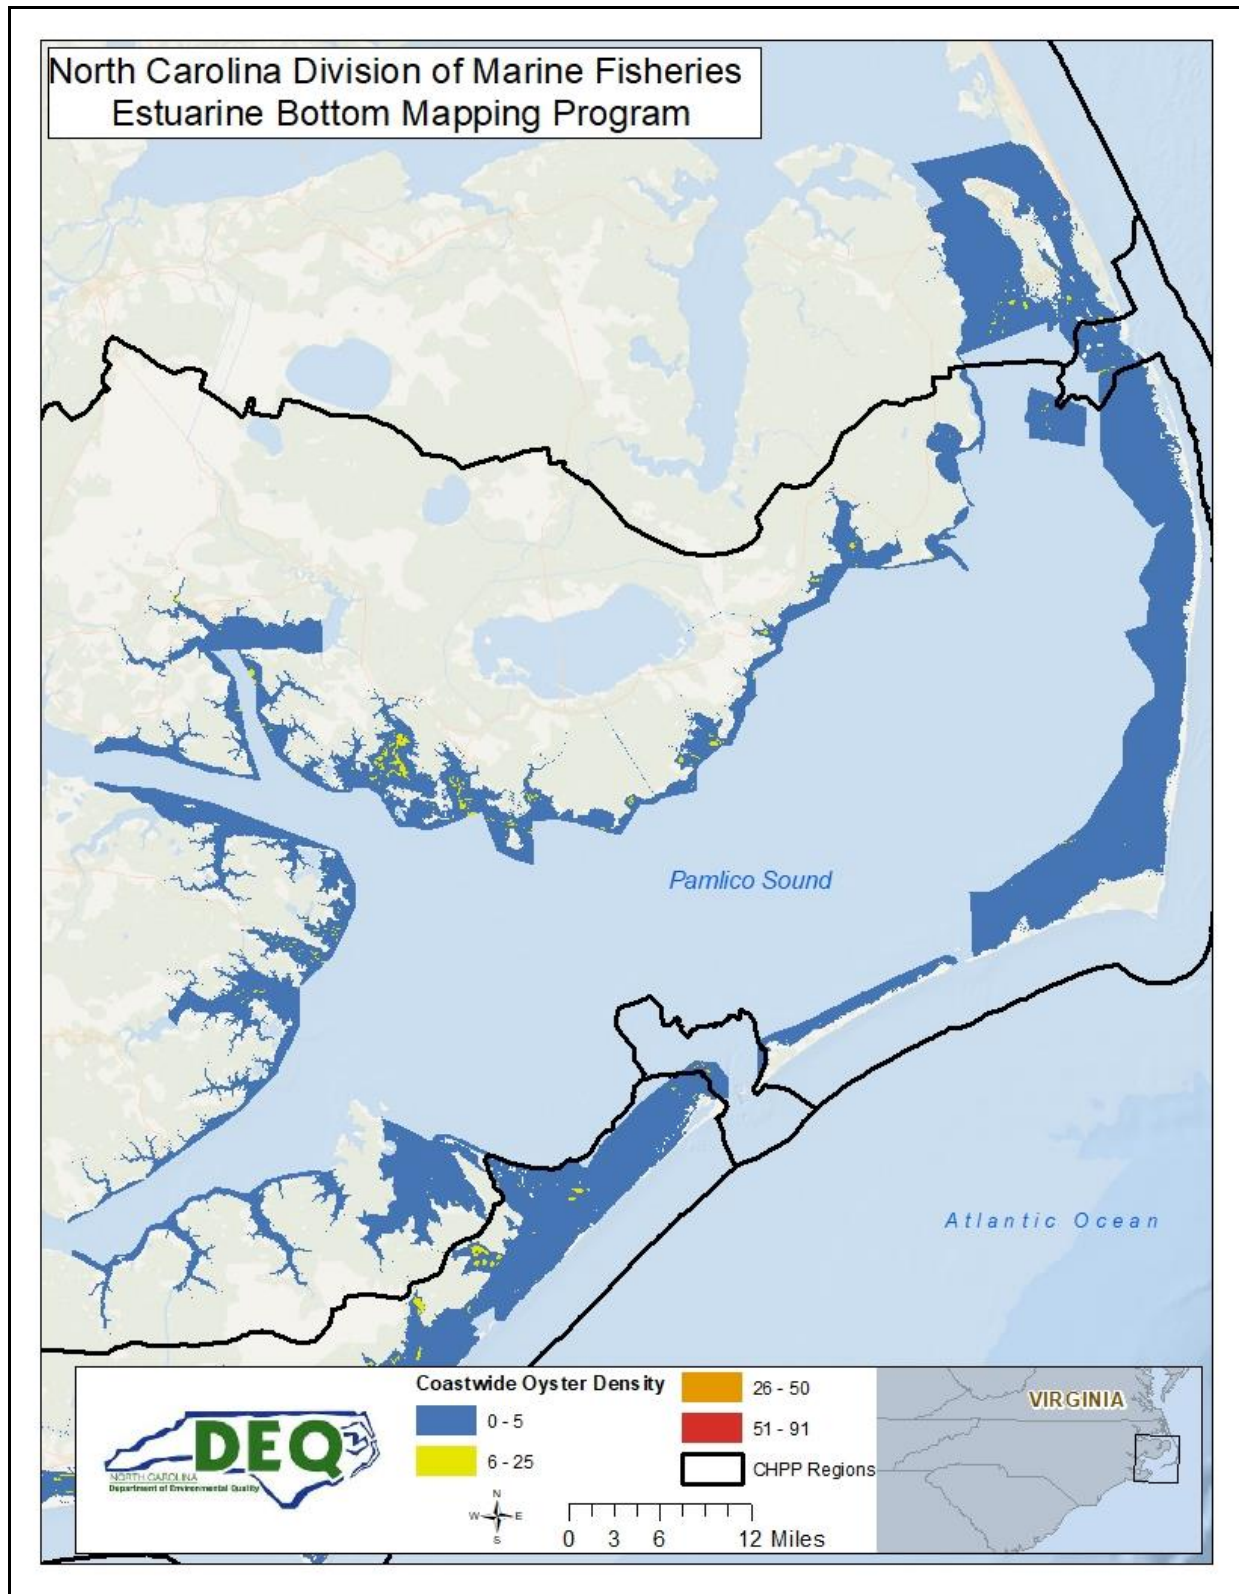 North Carolina Division of Marine Fisheries
Estuarine Bottom Mapping Program
Pamlico Sound
Atlantic Ocean
DEQ
NORTH CAROLINA
Department of Environmental Quality
Coastwide Oyster Density
0 - 5
6 - 25
26 - 50
51 - 91
CHPP Regions
N
W E
S
0 3 6 12 Miles
VIRGINIA